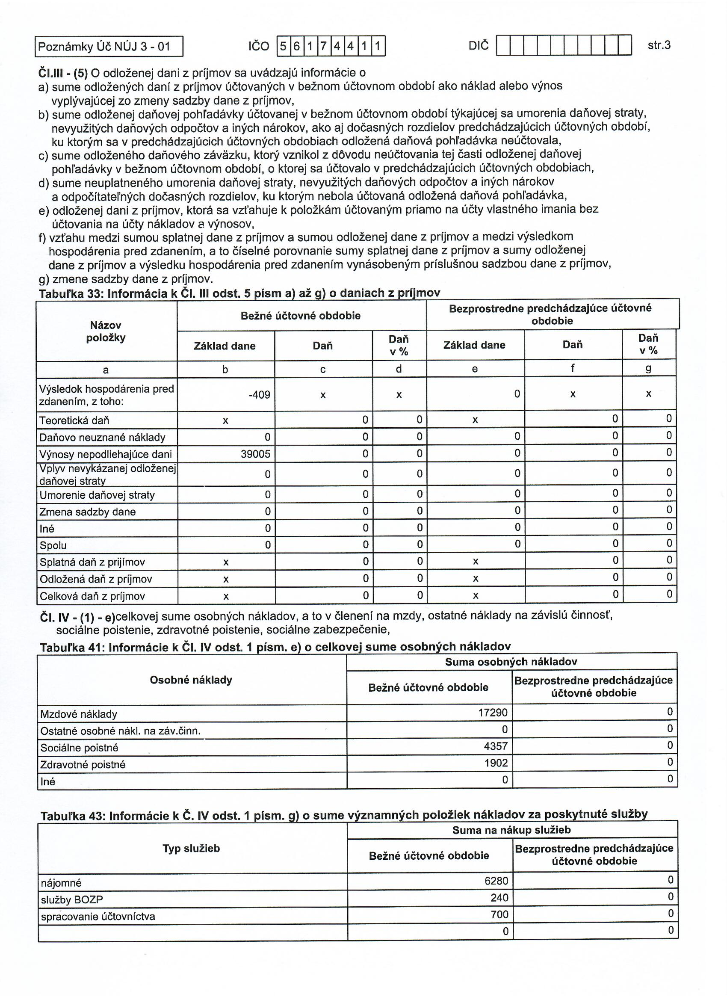 Poznámky Úč NÚJ 3 - 01 IČO 5 6 1 7 4 4 1 1 DIČ str.3
Čl.III - (5) O odloženej dani z príjmov sa uvádzajú informácie o
a) sume odložených daní z príjmov účtovaných v bežnom účtovnom období ako náklad alebo výnos
vyplývajúcej zo zmeny sadzby dane z príjmov,
b) sume odloženej daňovej pohľadávky účtovanej v bežnom účtovnom období týkajúcej sa umorenia daňovej straty,
nevyužitých daňových odpočtov a iných nárokov, ako aj dočasných rozdielov predchádzajúcich účtovných období,
ku ktorým sa v predchádzajúcich účtovných obdobiach odložená daňová pohľadávka neúčtovala,
c) sume odloženého daňového záväzku, ktorý vznikol z dôvodu neúčtovania tej časti odloženej daňovej
pohľadávky v bežnom účtovnom období, o ktorej sa účtovalo v predchádzajúcich účtovných obdobiach,
d) sume neuplatneného umorenia daňovej straty, nevyužitých daňových odpočtov a iných nárokov
a odpočítateľných dočasných rozdielov, ku ktorým nebola účtovaná odložená daňová pohľadávka,
e) odloženej dani z príjmov, ktorá sa vzťahuje k položkám účtovaným priamo na účty vlastného imania bez
účtovania na účty nákladov a výnosov,
f) vzťahu medzi sumou splatnej dane z príjmov a sumou odloženej dane z príjmov a medzi výsledkom
hospodárenia pred zdanením, a to číselné porovnanie sumy splatnej dane z príjmov a sumy odloženej
dane z príjmov a výsledku hospodárenia pred zdanením vynásobeným príslušnou sadzbou dane z príjmov,
g) zmene sadzby dane z príjmov.
Tabuľka 33: Informácia k Čl. III odst. 5 písm a) až g) o daniach z príjmov
Názov
položky
Bežné účtovné obdobie
Bezprostredne predchádzajúce účtovné
obdobie
Základ dane Daň Daň
v % Základ dane Daň Daň
v %
a b c d e f g
Výsledok hospodárenia pred
zdanením, z toho: -409 x x 0 x x
Teoretická daň x 0 0 x 0 0
Daňovo neuznané náklady 0 0 0 0 0 0
Výnosy nepodliehajúce dani 39005 0 0 0 0 0
Vplyv nevykázanej odloženej
daňovej straty 0 0 0 0 0 0
Umorenie daňovej straty 0 0 0 0 0 0
Zmena sadzby dane 0 0 0 0 0 0
Iné 0 0 0 0 0 0
Spolu 0 0 0 0 0 0
Splatná daň z prijímov x 0 0 x 0 0
Odložená daň z príjmov x 0 0 x 0 0
Celková daň z príjmov x 0 0 x 0 0
Čl. IV - (1) - e)celkovej sume osobných nákladov, a to v členení na mzdy, ostatné náklady na závislú činnosť,
sociálne poistenie, zdravotné poistenie, sociálne zabezpečenie,
Tabuľka 41: Informácie k Čl. IV odst. 1 písm. e) o celkovej sume osobných nákladov
Osobné náklady
Suma osobných nákladov
Bežné účtovné obdobie
Bezprostredne predchádzajúce
účtovné obdobie
Mzdové náklady 17290 0
Ostatné osobné nákl. na záv.činn. 0 0
Sociálne poistné 4357 0
Zdravotné poistné 1902 0
Iné 0 0
Tabuľka 43: Informácie k Č. IV odst. 1 písm. g) o sume významných položiek nákladov za poskytnuté služby
Typ služieb
Suma na nákup služieb
Bežné účtovné obdobie
Bezprostredne predchádzajúce
účtovné obdobie
nájomné 6280 0
služby BOZP 240 0
spracovanie účtovníctva 700 0
0 0